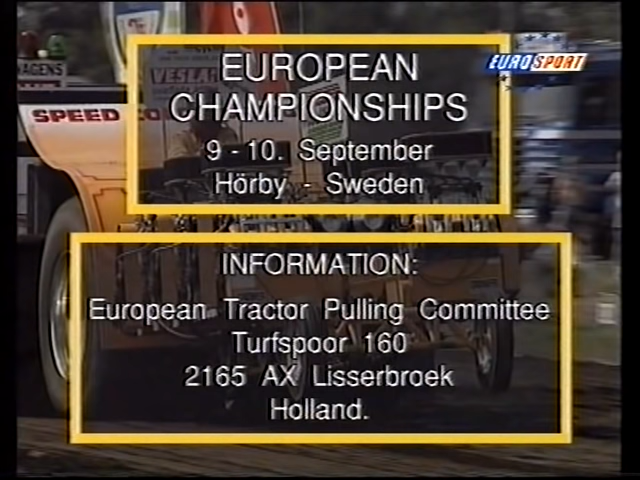 EUROSPORT
EUROPEAN
CHAMPIONSHIPS
9 - 10. September
Hörby - Sweden
INFORMATION:
European Tractor Pulling Committee
Turfspoor 160
2165 AX Lisserbroek
Holland.
SPEED